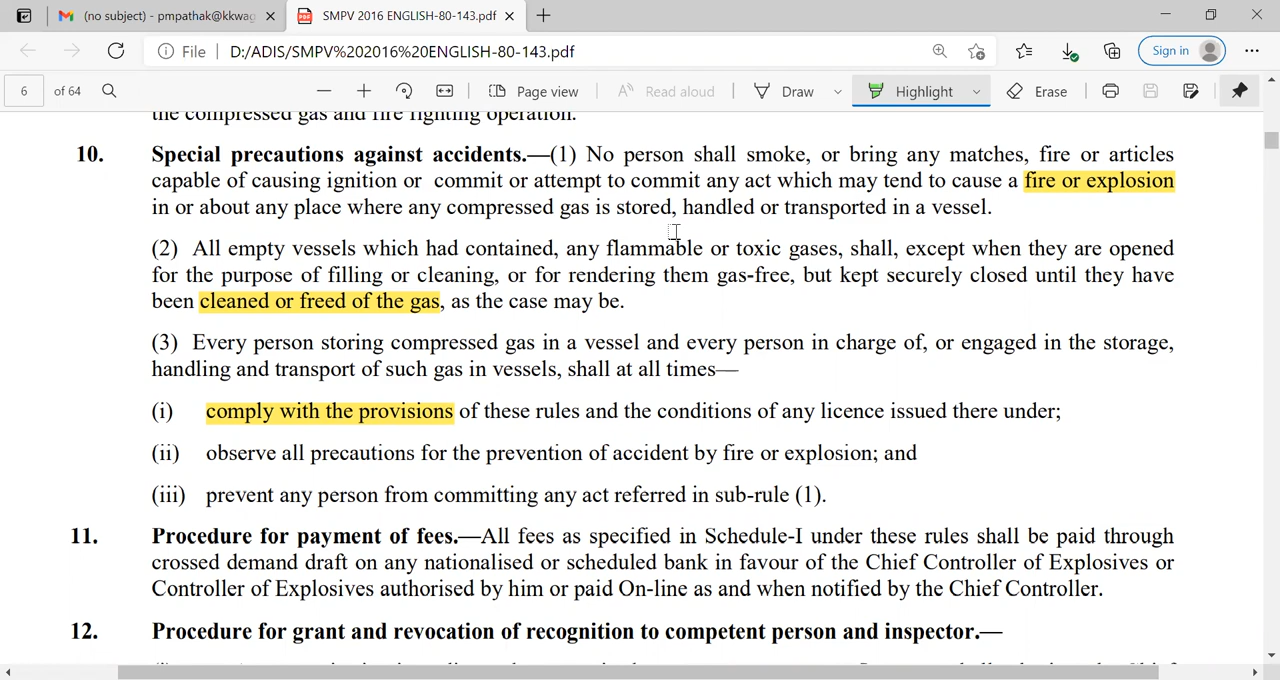 (no subject) - pmpathak@kkwag
SMPV 2016 ENGLISH-80-143.pdf
File D:/ADIS/SMPV%202016%20ENGLISH-80-143.pdf
Sign in
6 of 64
Page view
Read aloud
Draw
Highlight
Erase
the compressed gas and fire fighting operation.
10. Special precautions against accidents.—(1) No person shall smoke, or bring any matches, fire or articles
capable of causing ignition or commit or attempt to commit any act which may tend to cause a fire or explosion
in or about any place where any compressed gas is stored, handled or transported in a vessel.
(2) All empty vessels which had contained, any flammable or toxic gases, shall, except when they are opened
for the purpose of filling or cleaning, or for rendering them gas-free, but kept securely closed until they have
been cleaned or freed of the gas, as the case may be.
(3) Every person storing compressed gas in a vessel and every person in charge of, or engaged in the storage,
handling and transport of such gas in vessels, shall at all times—
(i) comply with the provisions of these rules and the conditions of any licence issued there under;
(ii) observe all precautions for the prevention of accident by fire or explosion; and
(iii) prevent any person from committing any act referred in sub-rule (1).
11. Procedure for payment of fees.—All fees as specified in Schedule-I under these rules shall be paid through
crossed demand draft on any nationalised or scheduled bank in favour of the Chief Controller of Explosives or
Controller of Explosives authorised by him or paid On-line as and when notified by the Chief Controller.
12. Procedure for grant and revocation of recognition to competent person and inspector.—